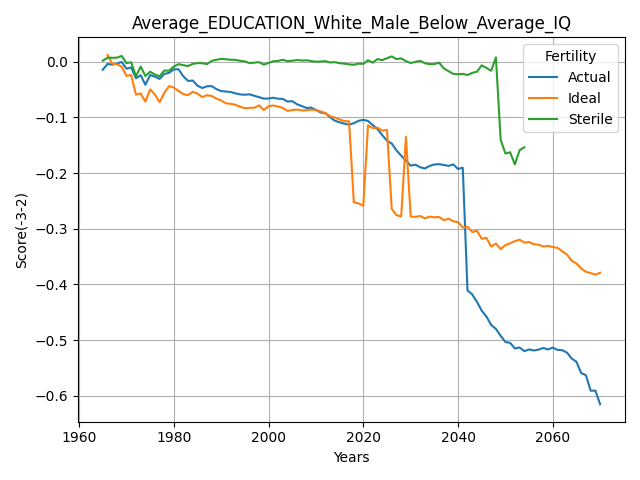 Average_EDUCATION_White_Male_Below_Average_IQ
Fertility
Actual
Ideal
Sterile
Score(-3-2)
0.0
−0.1
−0.2
−0.3
−0.4
−0.5
−0.6
1960
1980
2000
2020
2040
2060
Years